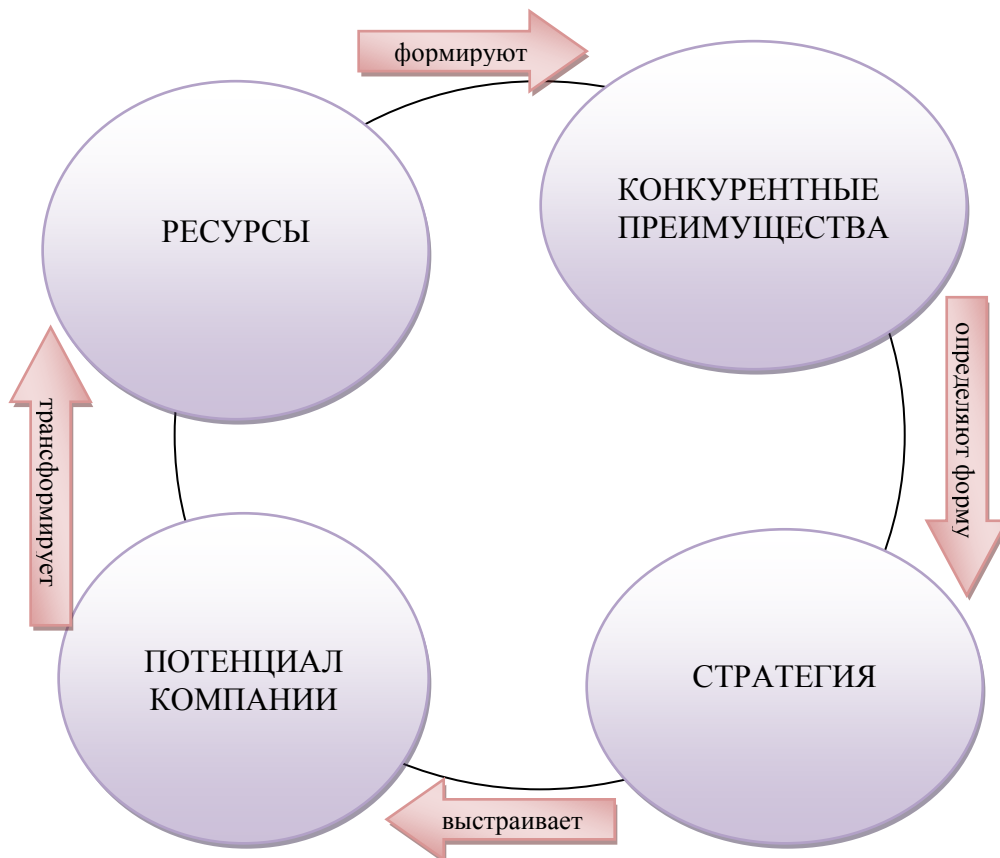 формируют
РЕСУРСЫ
КОНКУРЕНТНЫЕ
ПРЕИМУЩЕСТВА
определяют форму
СТРАТЕГИЯ
выстраивает
ПОТЕНЦИАЛ
КОМПАНИИ
трансформирует